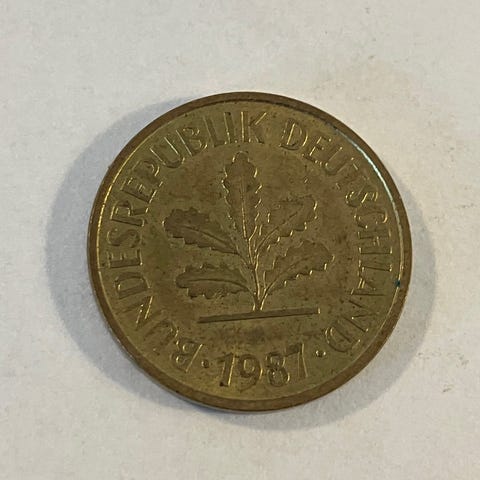 BUNDESREPUBLIK DEUTSCHLAND
· 1987 ·